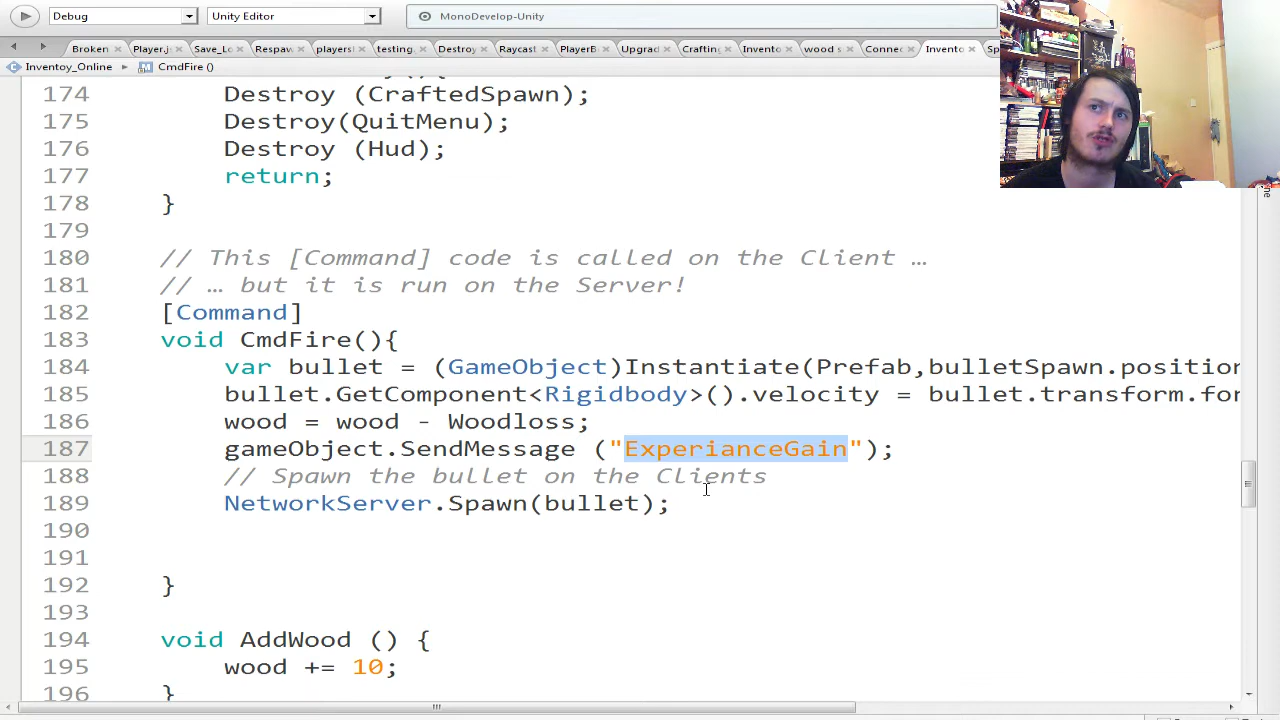 Debug
Unity Editor
MonoDevelop-Unity
Broken
Player.j
Save_Lo
Respaw
players
testing.
Destroy
Raycast
PlayerB
Upgrad
Crafting
Invento
wood s
Connec
Invento
Sp
Inventoy_Online
CmdFire ()
174 Destroy (CraftedSpawn);
175 Destroy(QuitMenu);
176 Destroy (Hud);
177 return;
178 }
179
180 // This [Command] code is called on the Client …
181 // … but it is run on the Server!
182 [Command]
183 void CmdFire(){
184 var bullet = (GameObject)Instantiate(Prefab,bulletSpawn.position
185 bullet.GetComponent<Rigidbody>().velocity = bullet.transform.for
186 wood = wood - Woodloss;
187 gameObject.SendMessage ("ExperianceGain");
188 // Spawn the bullet on the Clients
189 NetworkServer.Spawn(bullet);
190
191
192 }
193
194 void AddWood () {
195 wood += 10;
196 }